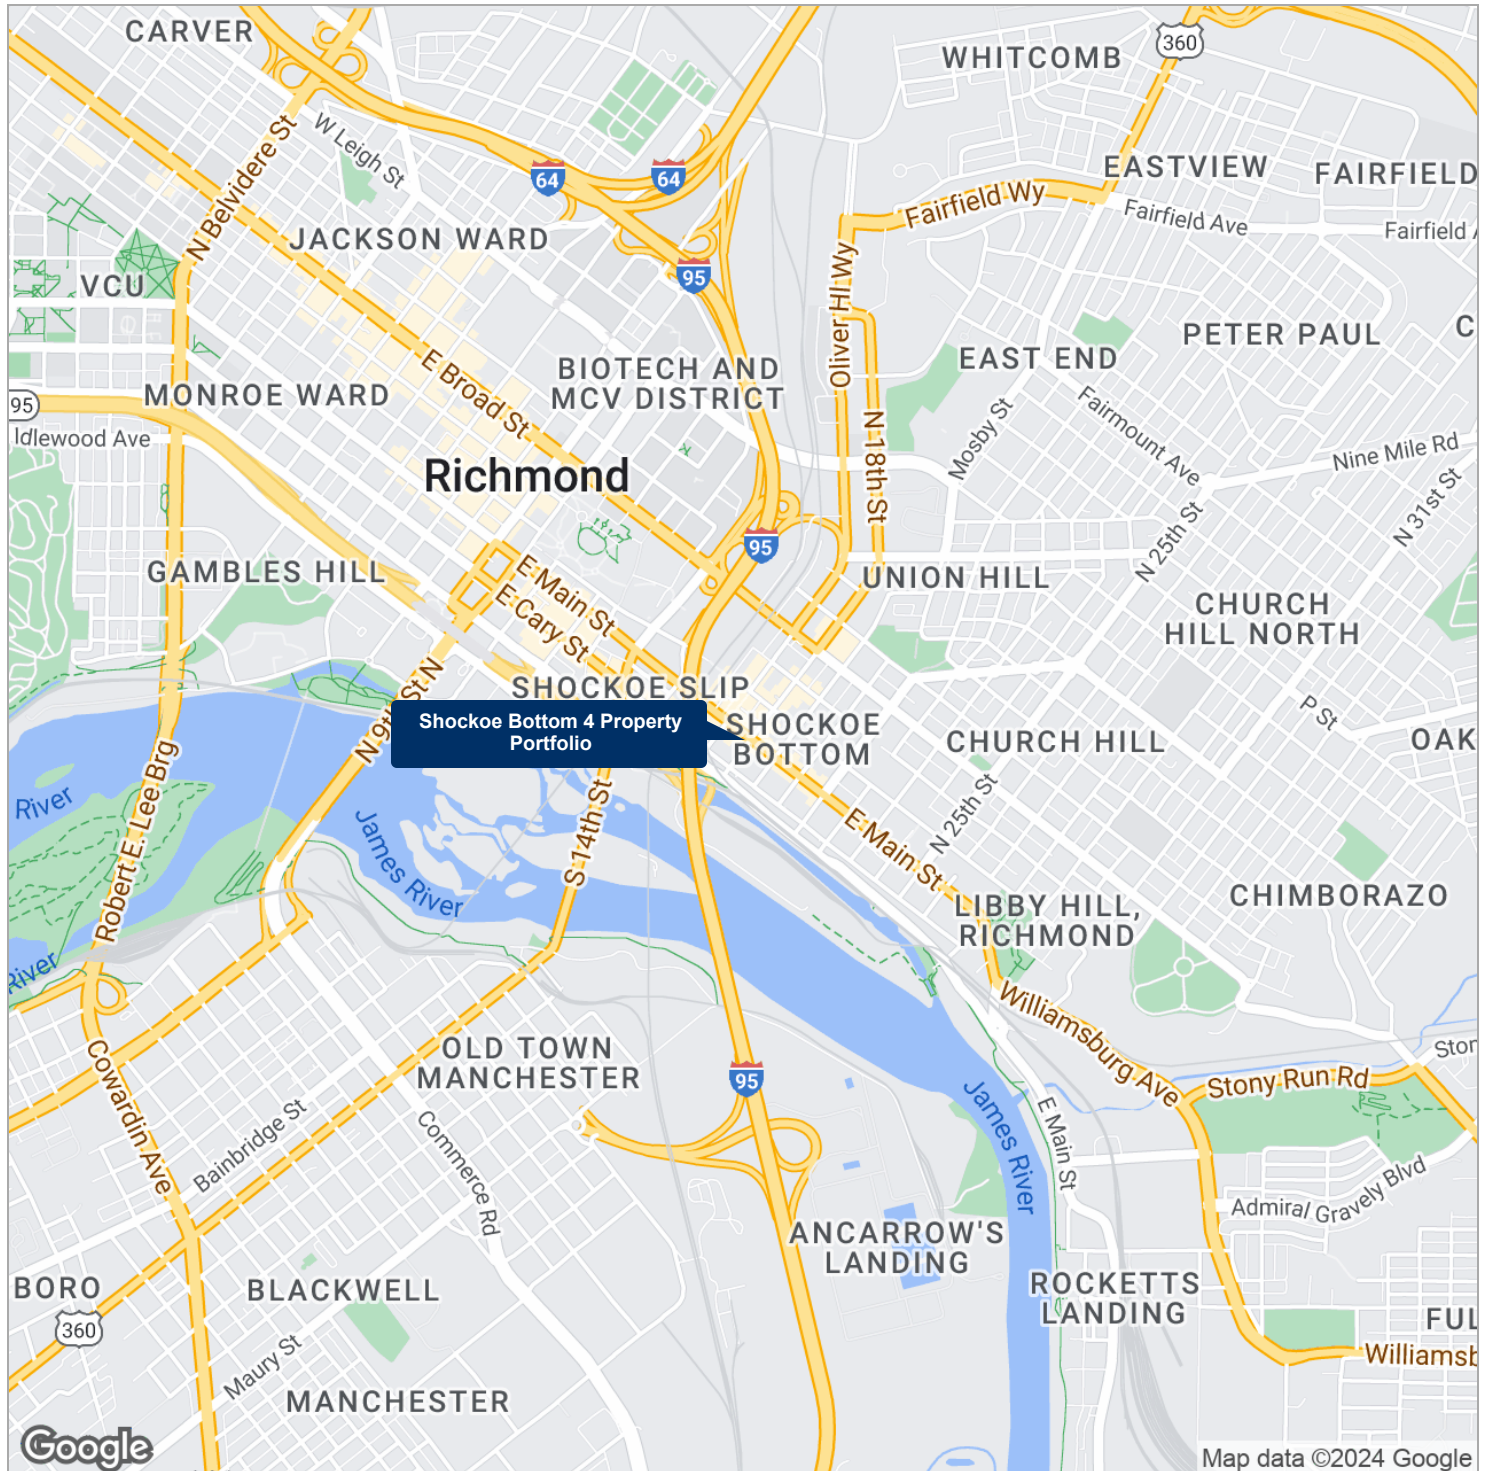 CARVER
WHITCOMB
360
W Leigh St
N Belvidere St
64
64
EASTVIEW
FAIRFIELD
Fairfield Wy
Fairfield Ave
Fairfield A
JACKSON WARD
95
VCU
Oliver Hl Wy
PETER PAUL
C
EAST END
BIOTECH AND
MCV DISTRICT
E Broad St
MONROE WARD
95
Idlewood Ave
Mosby St
Fairmount Ave
N 18th St
Nine Mile Rd
N 31st St
Richmond
95
N 25th St
GAMBLES HILL
E Main St
E Cary St
UNION HILL
CHURCH
HILL NORTH
N 9th St N
SHOCKOE SLIP
P St
Shockoe Bottom 4 Property
Portfolio
SHOCKOE
BOTTOM
CHURCH HILL
OAK
River
Robert E. Lee Brg
James River
S 14th St
E Main St
N 25th St
LIBBY HILL,
RICHMOND
CHIMBORAZO
River
Williamsburg Ave
OLD TOWN
MANCHESTER
95
Ston
Stony Run Rd
Cowardin Ave
Bainbridge St
Commerce Rd
James River
E Main St
Admiral Gravely Blvd
ANCARROW'S
LANDING
BORO
BLACKWELL
ROCKETTS
LANDING
360
FUL
Maury St
Williamsb
MANCHESTER
Google
Map data ©2024 Google